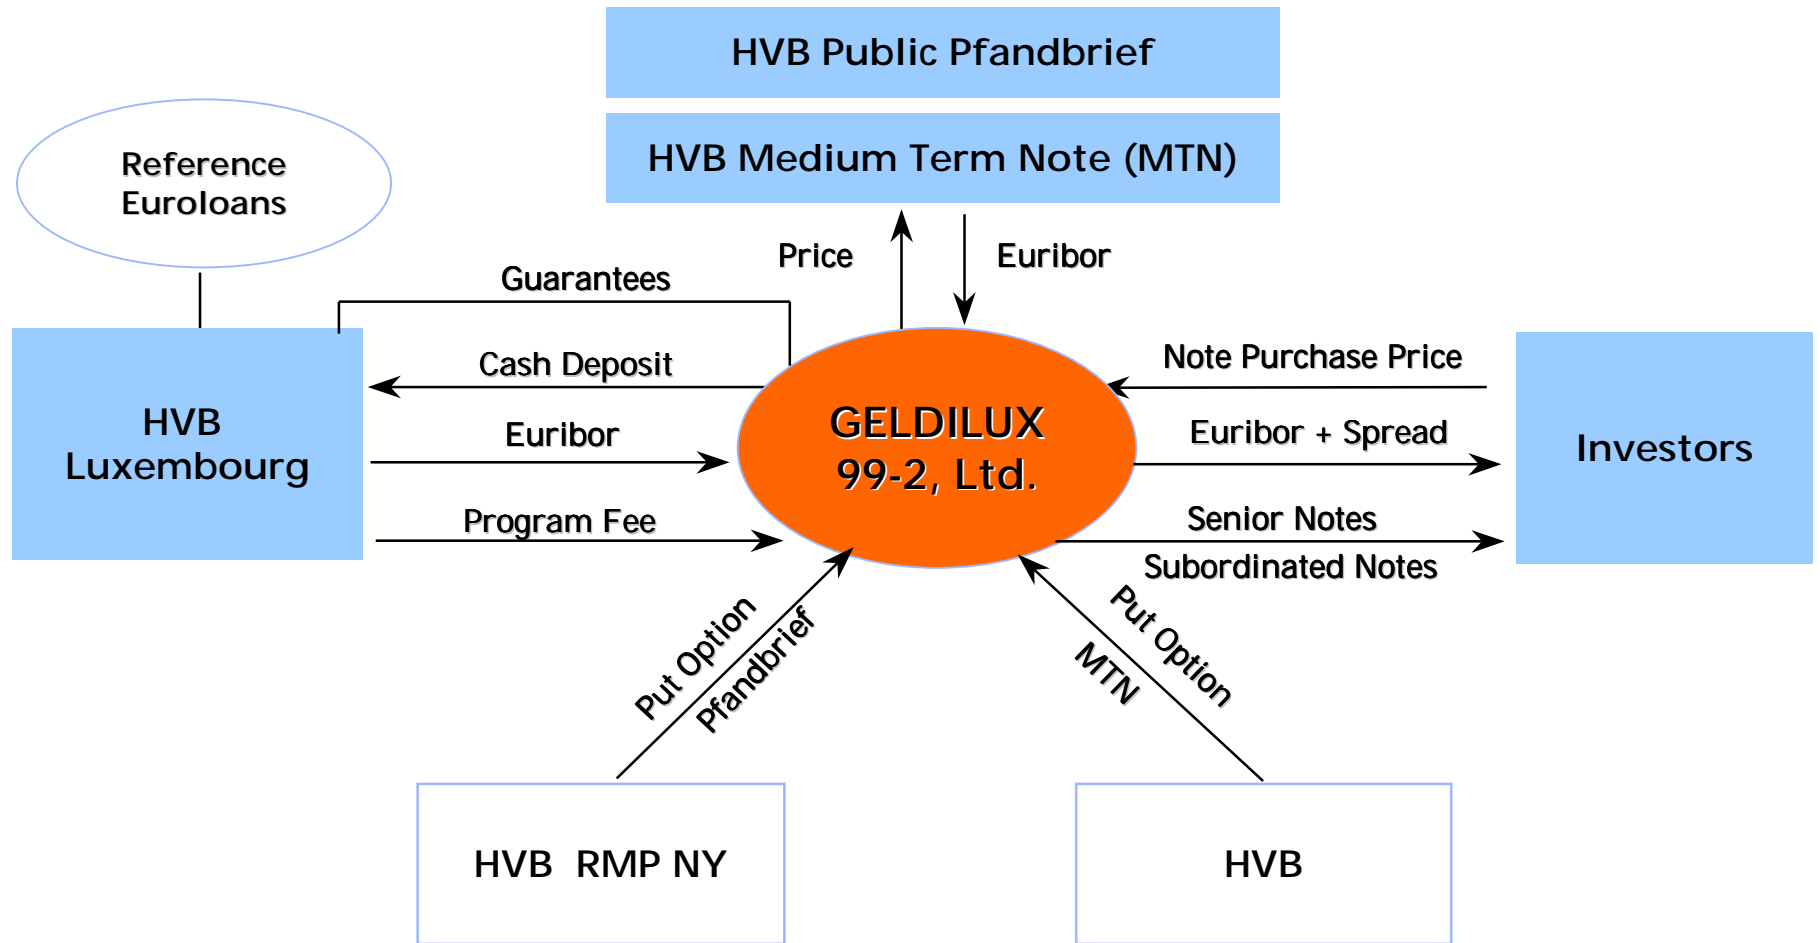 HVB Public Pfandbrief
HVB Medium Term Note (MTN)
Reference
Euroloans
Price
Euribor
Guarantees
Cash Deposit
Note Purchase Price
HVB
Luxembourg
Euribor
GELDILUX
99-2, Ltd.
Euribor + Spread
Investors
Program Fee
Senior Notes
Subordinated Notes
Put Option
Pfandbrief
Put Option
MTN
HVB RMP NY
HVB